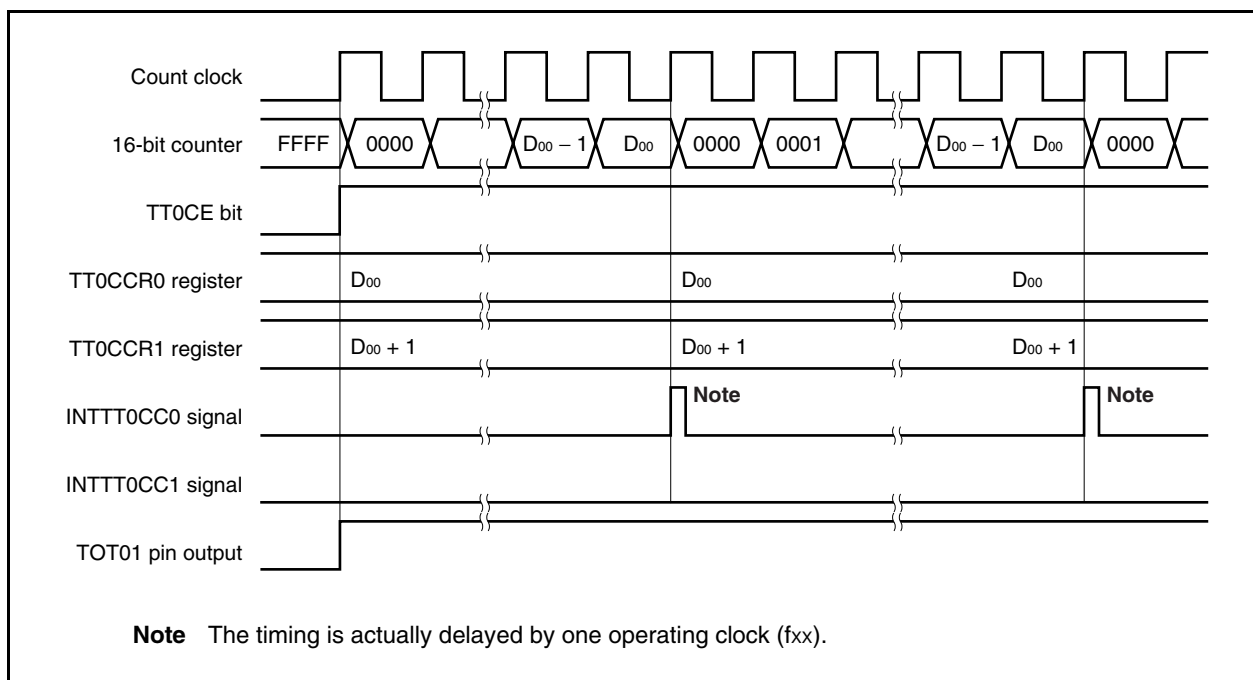 Count clock
16-bit counter FFFF 0000 D00 − 1 D00 0000 0001 D00 − 1 D00 0000
TT0CE bit
TT0CCR0 register D00 D00 D00
TT0CCR1 register D00 + 1 D00 + 1 D00 + 1
INTTT0CC0 signal Note Note
INTTT0CC1 signal
TOT01 pin output
Note The timing is actually delayed by one operating clock (fxx).